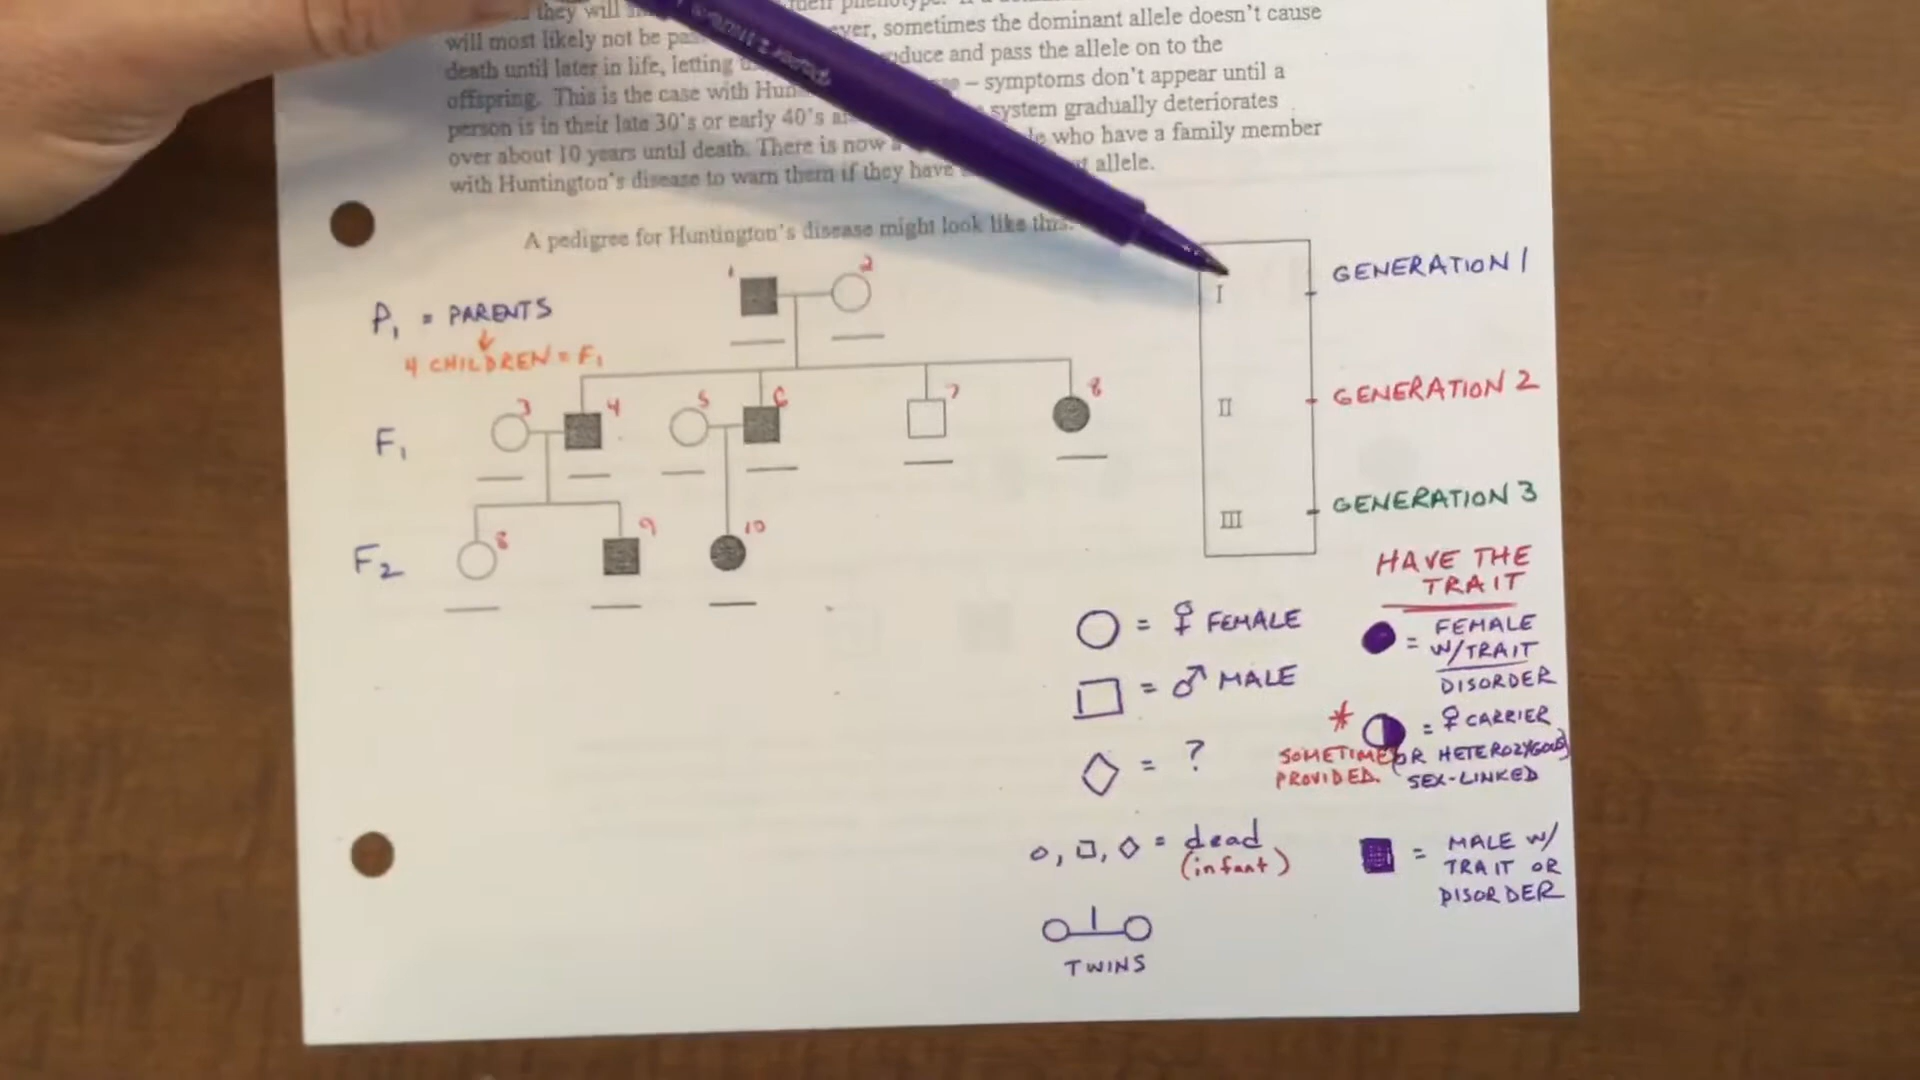 they will
will most likely not be
sometimes the dominant allele doesn't cause
death until later in life, letting
and pass the allele on to the
offspring. This is the case with
– symptoms don't appear until a
person is in their late 30's or early 40's
system gradually deteriorates
over about 10 years until death. There is now
who have a family member
with Huntington's disease to warn them if they have
allele.
A pedigree for Huntington's disease might look like
1
2
P1 = PARENTS
4 CHILDREN = F1
F1
3
4
5
6
7
8
F2
8
9
10
I
GENERATION 1
II
GENERATION 2
III
GENERATION 3
HAVE THE
TRAIT
= ♀ FEMALE
= ♂ MALE
= ?
= dead
(infant)
TWINS
= FEMALE
W/TRAIT
DISORDER
* = ♀ CARRIER
SOMETIMES
PROVIDED.
OR HETEROZYGOUS
SEX-LINKED
= MALE W/
TRAIT OR
DISORDER